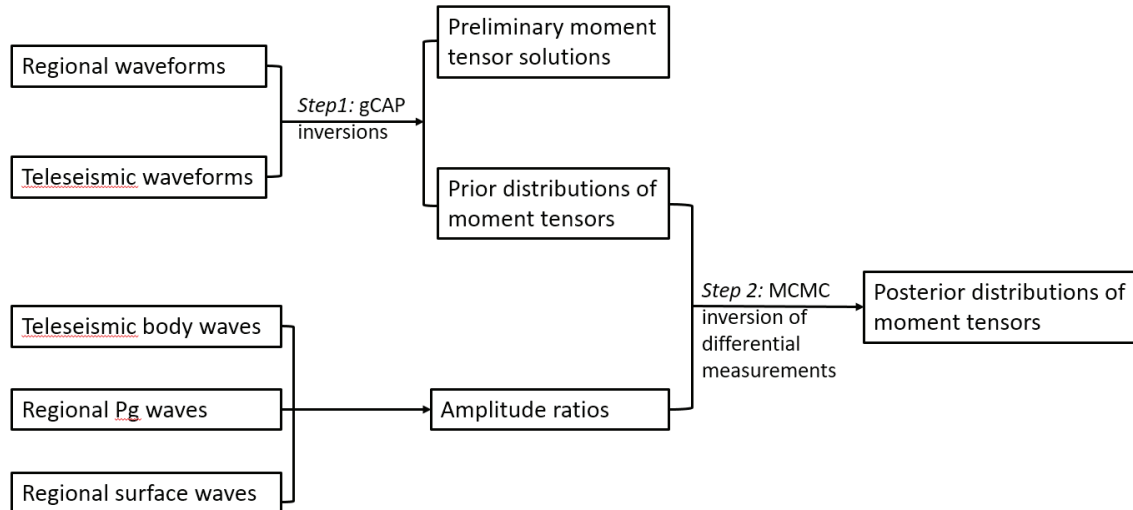 Regional waveforms
Teleseismic waveforms
Step1: gCAP
inversions
Preliminary moment
tensor solutions
Prior distributions of
moment tensors
Teleseismic body waves
Regional Pg waves
Regional surface waves
Amplitude ratios
Step 2: MCMC
inversion of
differential
measurements
Posterior distributions of
moment tensors